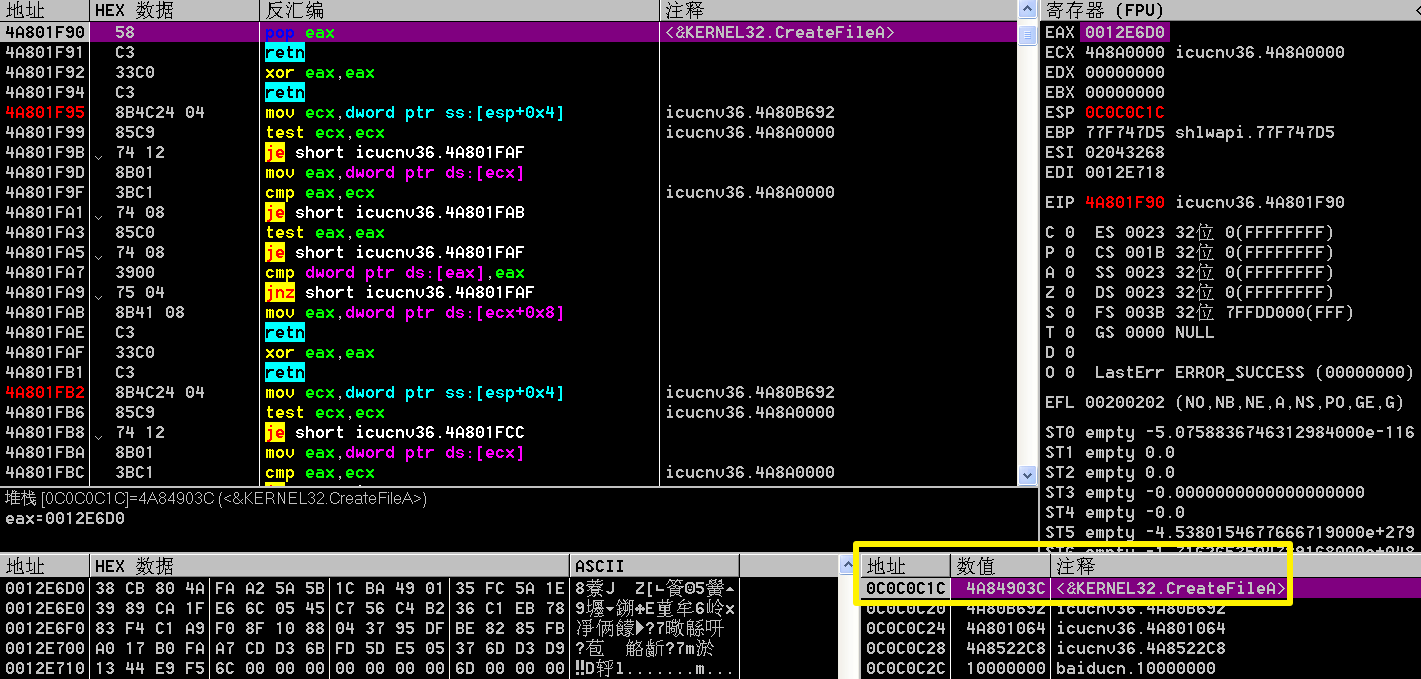 地址 HEX 数据 反汇编 注释
4A801F90 58 pop eax <&KERNEL32.CreateFileA>
4A801F91 C3 retn
4A801F92 33C0 xor eax,eax
4A801F94 C3 retn
4A801F95 8B4C24 04 mov ecx,dword ptr ss:[esp+0x4] icucnv36.4A80B692
4A801F99 85C9 test ecx,ecx icucnv36.4A8A0000
4A801F9B 74 12 je short icucnv36.4A801FAF
4A801F9D 8B01 mov eax,dword ptr ds:[ecx]
4A801F9F 3BC1 cmp eax,ecx icucnv36.4A8A0000
4A801FA1 74 08 je short icucnv36.4A801FAB
4A801FA3 85C0 test eax,eax
4A801FA5 74 08 je short icucnv36.4A801FAF
4A801FA7 3900 cmp dword ptr ds:[eax],eax
4A801FA9 75 04 jnz short icucnv36.4A801FAF
4A801FAB 8B41 08 mov eax,dword ptr ds:[ecx+0x8]
4A801FAE C3 retn
4A801FAF 33C0 xor eax,eax
4A801FB1 C3 retn
4A801FB2 8B4C24 04 mov ecx,dword ptr ss:[esp+0x4] icucnv36.4A80B692
4A801FB6 85C9 test ecx,ecx icucnv36.4A8A0000
4A801FB8 74 12 je short icucnv36.4A801FCC
4A801FBA 8B01 mov eax,dword ptr ds:[ecx]
4A801FBC 3BC1 cmp eax,ecx icucnv36.4A8A0000
堆栈 [0C0C0C1C]=4A84903C (<&KERNEL32.CreateFileA>)
eax=0012E6D0
寄存器 (FPU)
EAX 0012E6D0
ECX 4A8A0000 icucnv36.4A8A0000
EDX 00000000
EBX 00000000
ESP 0C0C0C1C
EBP 77F747D5 shlwapi.77F747D5
ESI 02043268
EDI 0012E718
EIP 4A801F90 icucnv36.4A801F90
C 0 ES 0023 32位 0(FFFFFFFF)
P 0 CS 001B 32位 0(FFFFFFFF)
A 0 SS 0023 32位 0(FFFFFFFF)
Z 0 DS 0023 32位 0(FFFFFFFF)
S 0 FS 003B 32位 7FFDD000(FFF)
T 0 GS 0000 NULL
D 0
O 0 LastErr ERROR_SUCCESS (00000000)
EFL 00200202 (NO,NB,NE,A,NS,PO,GE,G)
ST0 empty -5.0758836746312984000e-116
ST1 empty 0.0
ST2 empty 0.0
ST3 empty -0.0000000000000000000
ST4 empty -0.0
ST5 empty -4.5380154677666719000e+279
地址 HEX 数据 ASCII
0012E6D0 38 CB 80 4A FA A2 5A 5B 1C BA 49 01 35 FC 5A 1E
0012E6E0 39 89 CA 1F E6 6C 05 45 C7 56 C4 B2 36 C1 EB 78
0012E6F0 83 F4 C1 A9 F0 8F 10 88 04 37 95 DF BE 82 85 FB
0012E700 A0 17 B0 FA A7 CD D3 6B FD 5D E5 05 37 6D D3 D9
0012E710 13 44 E9 F5 6C 00 00 00 00 00 00 00 6D 00 00 00
地址 数值 注释
0C0C0C1C 4A84903C <&KERNEL32.CreateFileA>
0C0C0C20 4A80B692 icucnv36.4A80B692
0C0C0C24 4A801064 icucnv36.4A801064
0C0C0C28 4A8522C8 icucnv36.4A8522C8
0C0C0C2C 10000000 baiducn.10000000